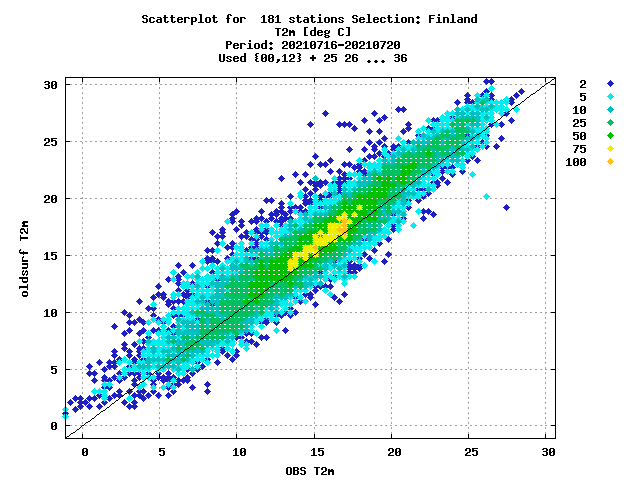 Scatterplot for  181 stations Selection: Finland
T2m [deg C]
Period: 20210716-20210720
Used {00,12} + 25 26 ... 36
30
25
20
15
10
5
0
oldsurf T2m
0 5 10 15 20 25 30
OBS T2m
2
5
10
25
50
75
100